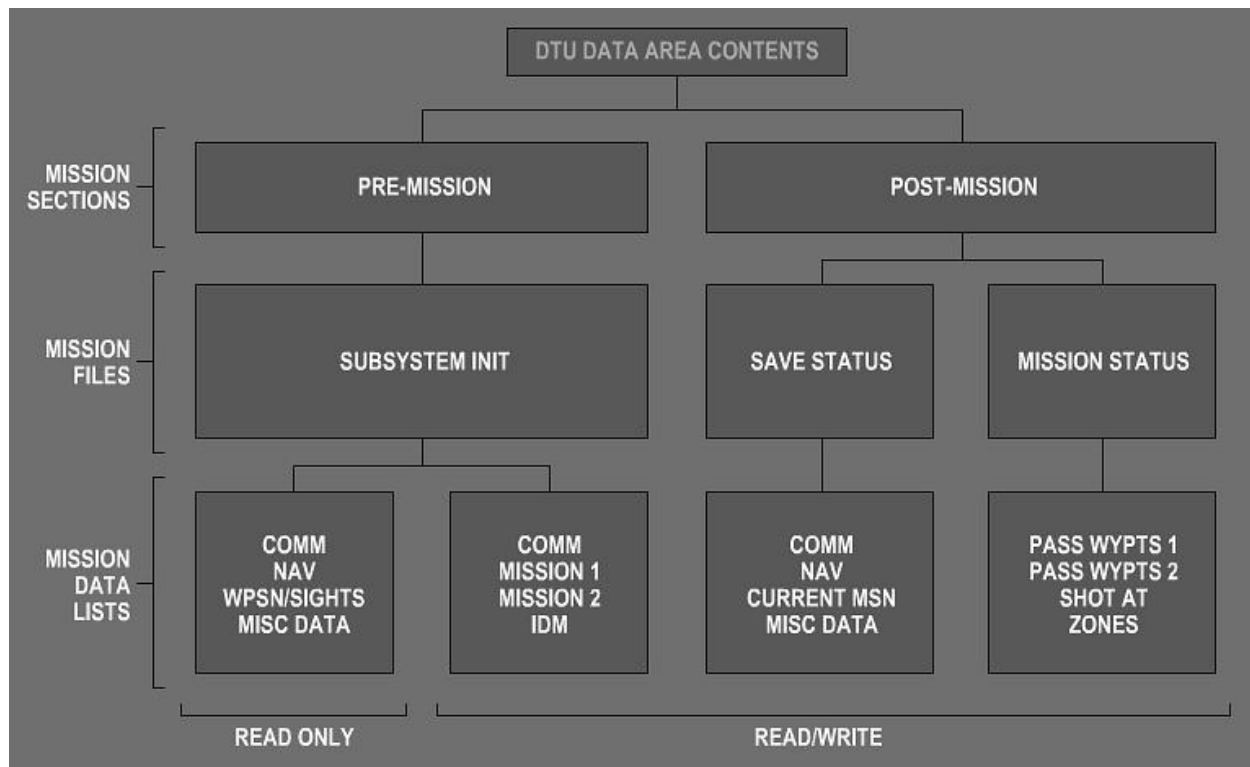 DTU DATA AREA CONTENTS
MISSION
SECTIONS
PRE-MISSION
POST-MISSION
MISSION
FILES
SUBSYSTEM INIT
SAVE STATUS
MISSION STATUS
MISSION
DATA
LISTS
COMM
NAV
WPSN/SIGHTS
MISC DATA
COMM
MISSION 1
MISSION 2
IDM
COMM
NAV
CURRENT MSN
MISC DATA
PASS WYPTS 1
PASS WYPTS 2
SHOT AT
ZONES
READ ONLY
READ/WRITE